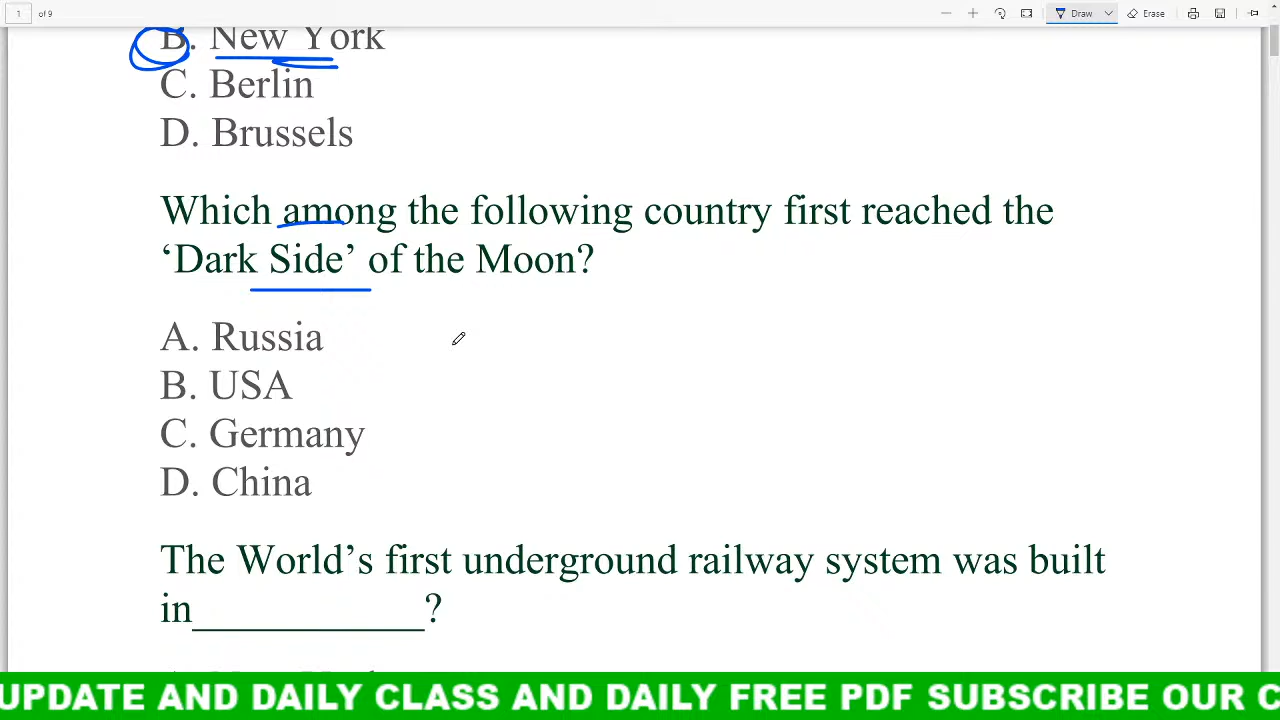 1 of 9 Draw Erase
B. New York
C. Berlin
D. Brussels
Which among the following country first reached the
‘Dark Side’ of the Moon?
A. Russia
B. USA
C. Germany
D. China
The World’s first underground railway system was built
in____________?
UPDATE AND DAILY CLASS AND DAILY FREE PDF SUBSCRIBE OUR C